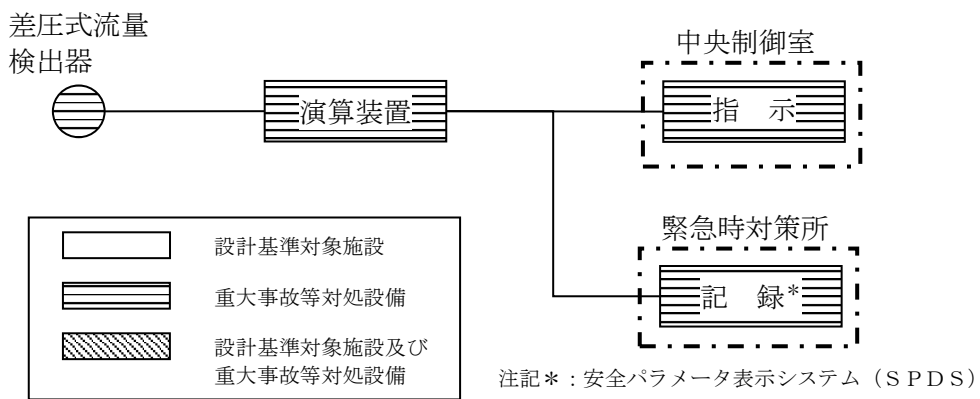 差圧式流量
検出器
演算装置
中央制御室
指　示
緊急時対策所
記　録*
設計基準対象施設
重大事故等対処設備
設計基準対象施設及び
重大事故等対処設備
注記＊：安全パラメータ表示システム（ＳＰＤＳ）